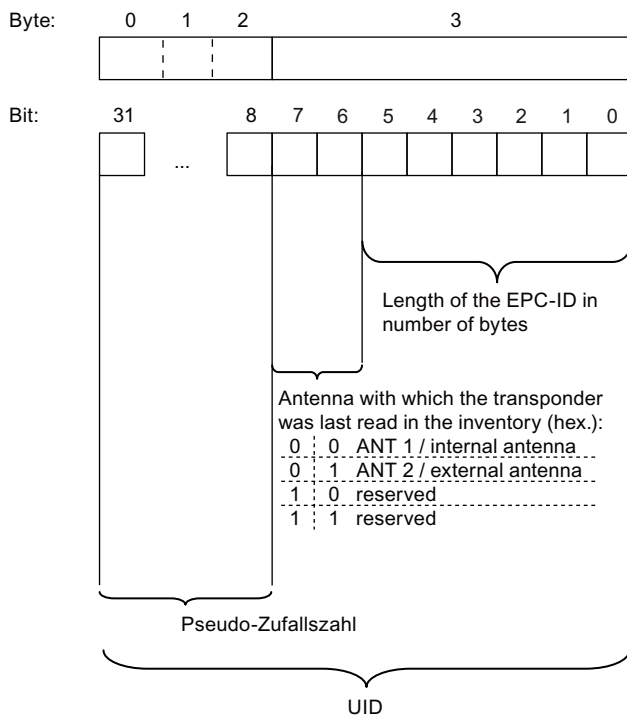 Byte: 0 1 2 3
Bit: 31 8 7 6 5 4 3 2 1 0
...
Length of the EPC-ID in
number of bytes
Antenna with which the transponder
was last read in the inventory (hex.):
0 0 ANT 1 / internal antenna
0 1 ANT 2 / external antenna
1 0 reserved
1 1 reserved
Pseudo-Zufallszahl
UID